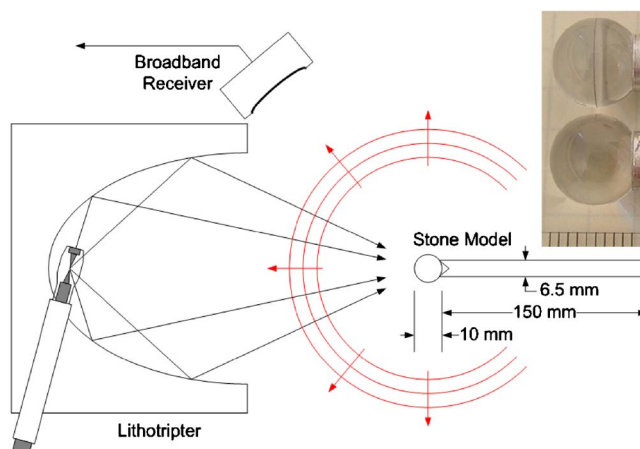 Broadband
Receiver
Stone Model
6.5 mm
150 mm
10 mm
Lithotripter